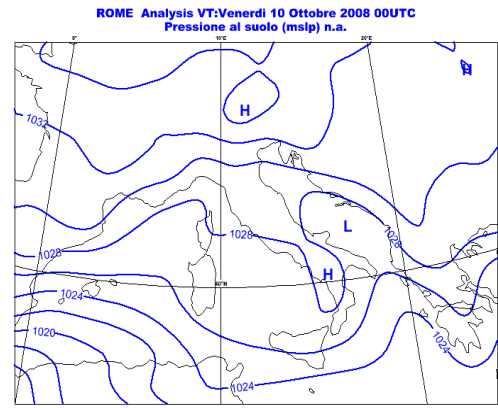 ROME Analysis VT:Venerdi 10 Ottobre 2008 00UTC
Pressione al suolo (mslp) n.a.
0° 10°E 20°E
H
H
1032
L
1028
1028
1028
H
40°N
1024
1020
1024
1024